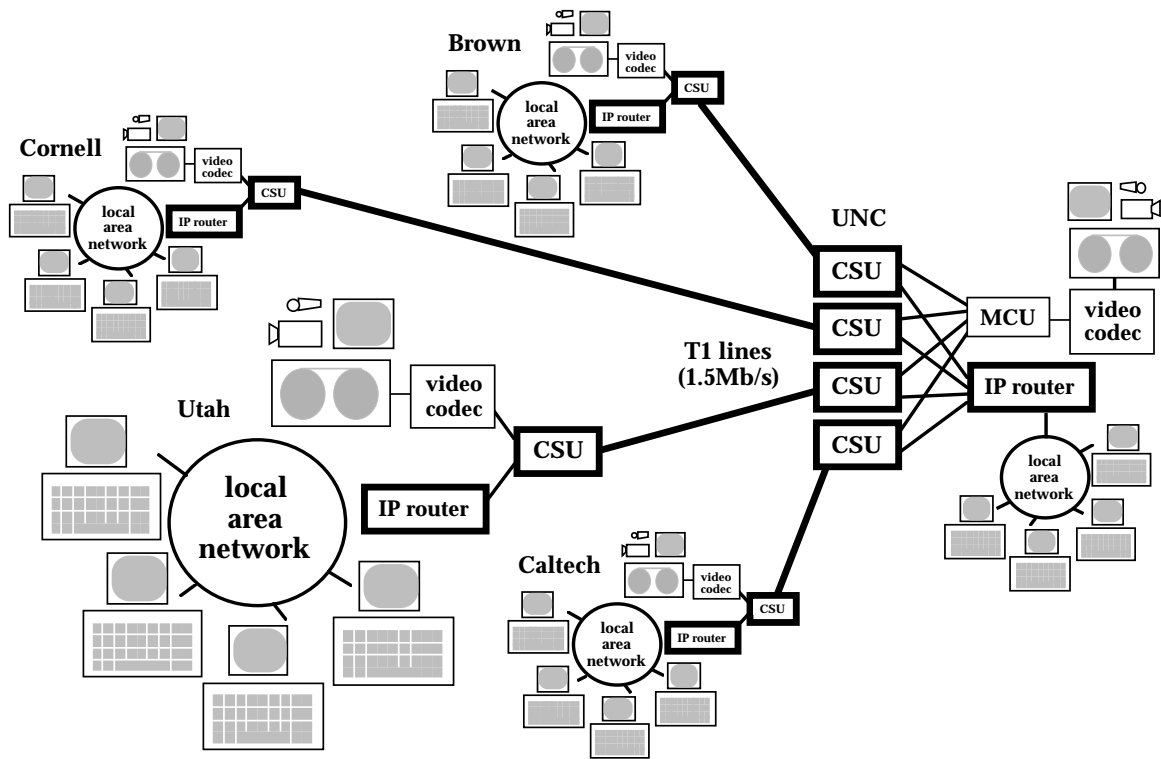 Brown
video
codec
CSU
local
area
network
IP router
Cornell
video
codec
CSU
local
area
network
IP router
UNC
CSU
CSU
CSU
CSU
MCU
video
codec
IP router
local
area
network
T1 lines
(1.5Mb/s)
Utah
video
codec
CSU
local
area
network
IP router
Caltech
video
codec
CSU
local
area
network
IP router